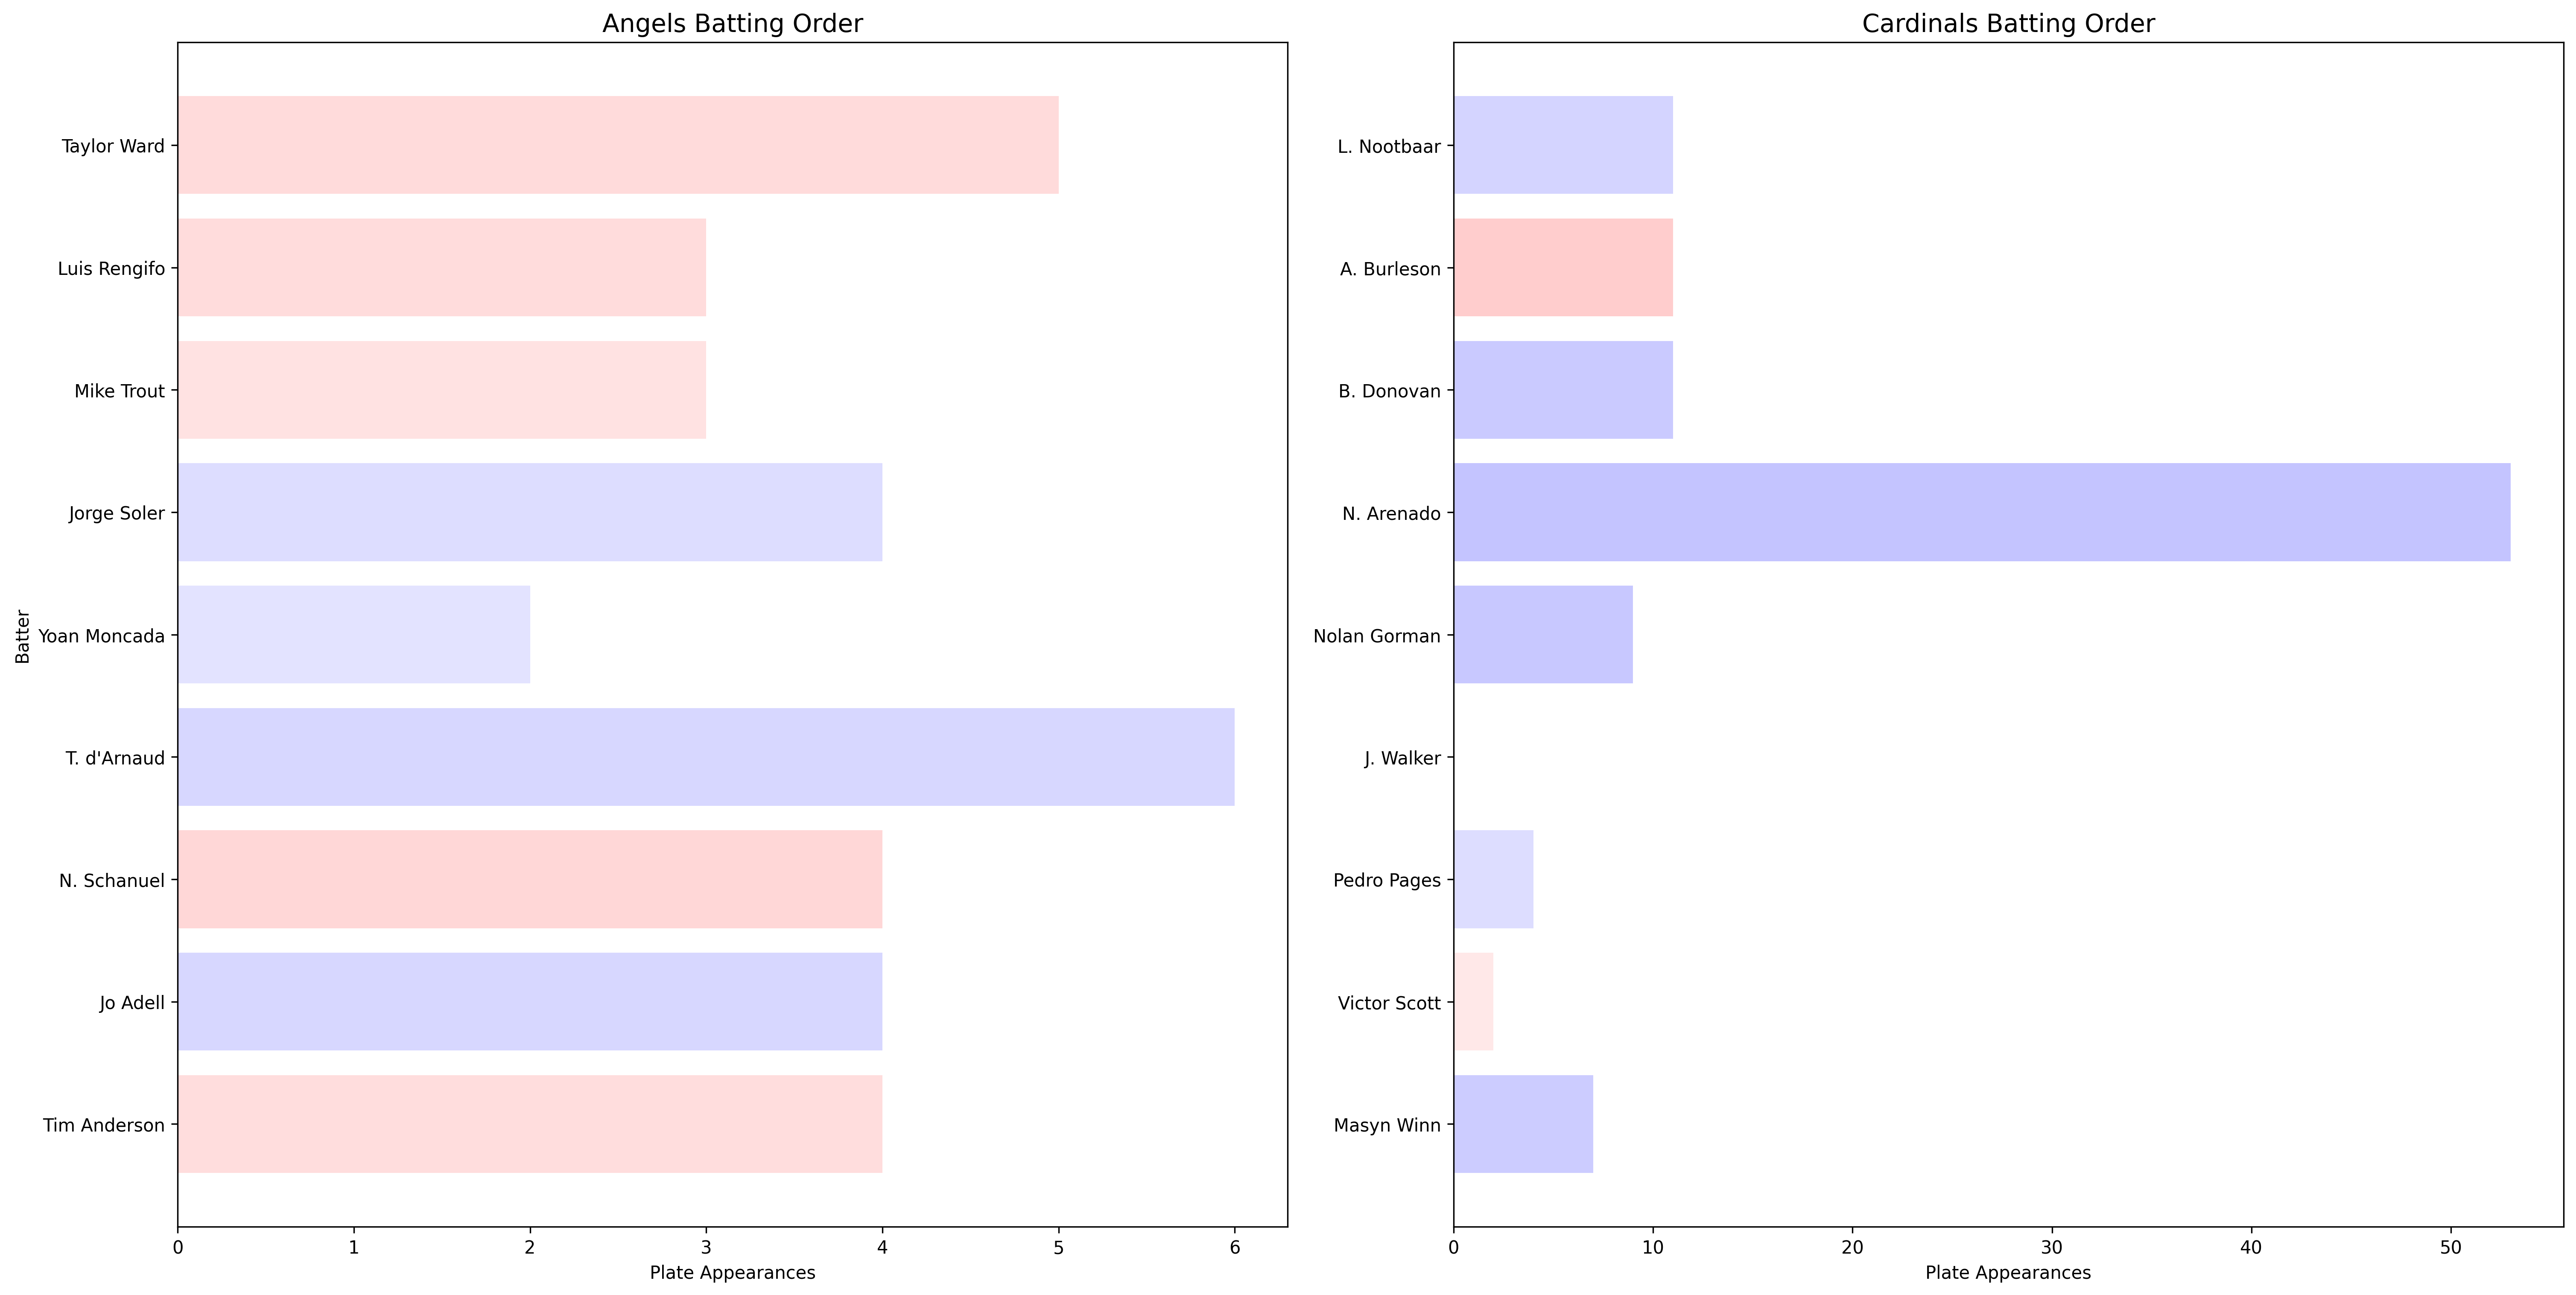 Angels Batting Order
Batter
Taylor Ward
Luis Rengifo
Mike Trout
Jorge Soler
Yoan Moncada
T. d'Arnaud
N. Schanuel
Jo Adell
Tim Anderson
0 1 2 3 4 5 6
Plate Appearances
Cardinals Batting Order
L. Nootbaar
A. Burleson
B. Donovan
N. Arenado
Nolan Gorman
J. Walker
Pedro Pages
Victor Scott
Masyn Winn
0 10 20 30 40 50
Plate Appearances